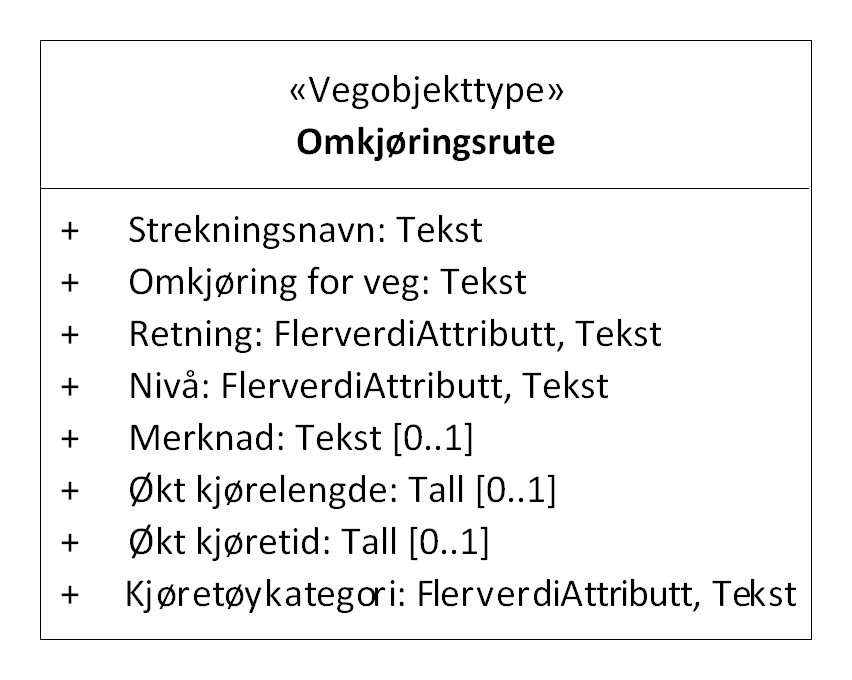 «Vegobjekttype»
Omkjøringsrute
+ Strekningsnavn: Tekst
+ Omkjøring for veg: Tekst
+ Retning: FlerverdiAttributt, Tekst
+ Nivå: FlerverdiAttributt, Tekst
+ Merknad: Tekst [0..1]
+ Økt kjørelengde: Tall [0..1]
+ Økt kjøretid: Tall [0..1]
+ Kjøretøykategori: FlerverdiAttributt, Tekst